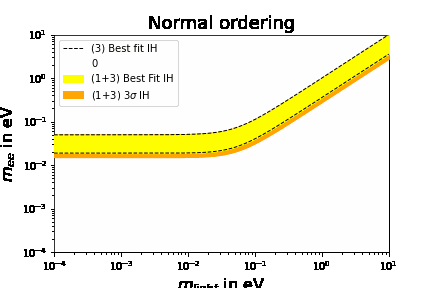 Normal ordering
(3) Best fit IH
0
(1+3) Best Fit IH
(1+3) 3σ IH
10¹
10⁰
10⁻¹
10⁻²
10⁻³
10⁻⁴
m_ee in eV
10⁻⁴ 10⁻³ 10⁻² 10⁻¹ 10⁰ 10¹
m_light in eV